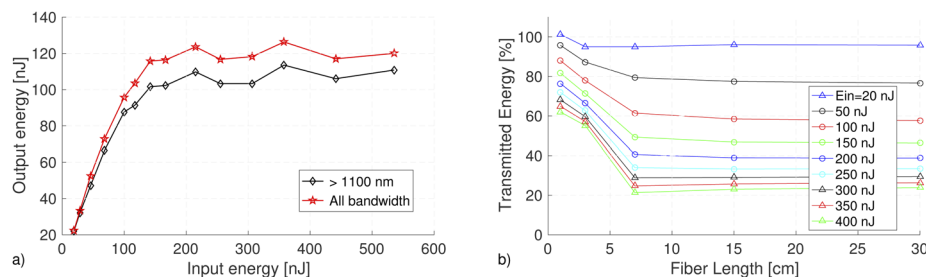 140
120
100
80
60
40
20
0 100 200 300 400 500 600
Output energy [nJ]
Input energy [nJ]
> 1100 nm
All bandwidth
a)
100
80
60
40
20
0
0 5 10 15 20 25 30
Transmitted Energy [%]
Fiber Length [cm]
Ein=20 nJ
50 nJ
100 nJ
150 nJ
200 nJ
250 nJ
300 nJ
350 nJ
400 nJ
b)